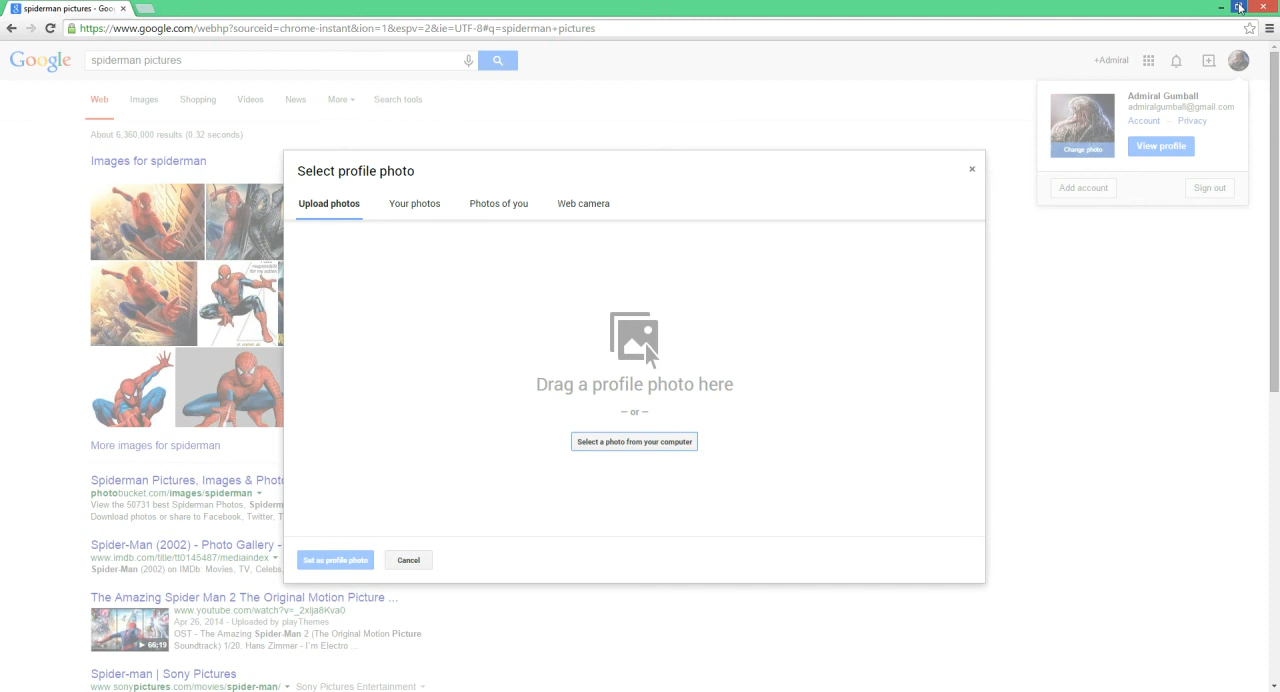 spiderman pictures - Goo
https://www.google.com/webhp?sourceid=chrome-instant&ion=1&espv=2&ie=UTF-8#q=spiderman+pictures
Google
spiderman pictures
+Admiral
Web Images Shopping Videos News More Search tools
Admiral Gumball
admiralgumball@gmail.com
Account – Privacy
Change photo
View profile
Add account
Sign out
About 6,360,000 results (0.32 seconds)
Images for spiderman
Select profile photo
Upload photos Your photos Photos of you Web camera
Drag a profile photo here
– or –
Select a photo from your computer
Set as profile photo
Cancel
More images for spiderman
Spiderman Pictures, Images & Photo
photobucket.com/images/spiderman
View the 50731 best Spiderman Photos, Spiderm
Download photos or share to Facebook, Twitter, T
Spider-Man (2002) - Photo Gallery -
www.imdb.com/title/tt0145487/mediaindex
Spider-Man (2002) on IMDb: Movies, TV, Celebs,
The Amazing Spider Man 2 The Original Motion Picture ...
www.youtube.com/watch?v=_2xlja8Kva0
Apr 26, 2014 - Uploaded by playThemes
OST - The Amazing Spider-Man 2 (The Original Motion Picture
Soundtrack) 1/20. Hans Zimmer - I'm Electro ...
66:19
Spider-man | Sony Pictures
www.sonypictures.com/movies/spider-man/ Sony Pictures Entertainment